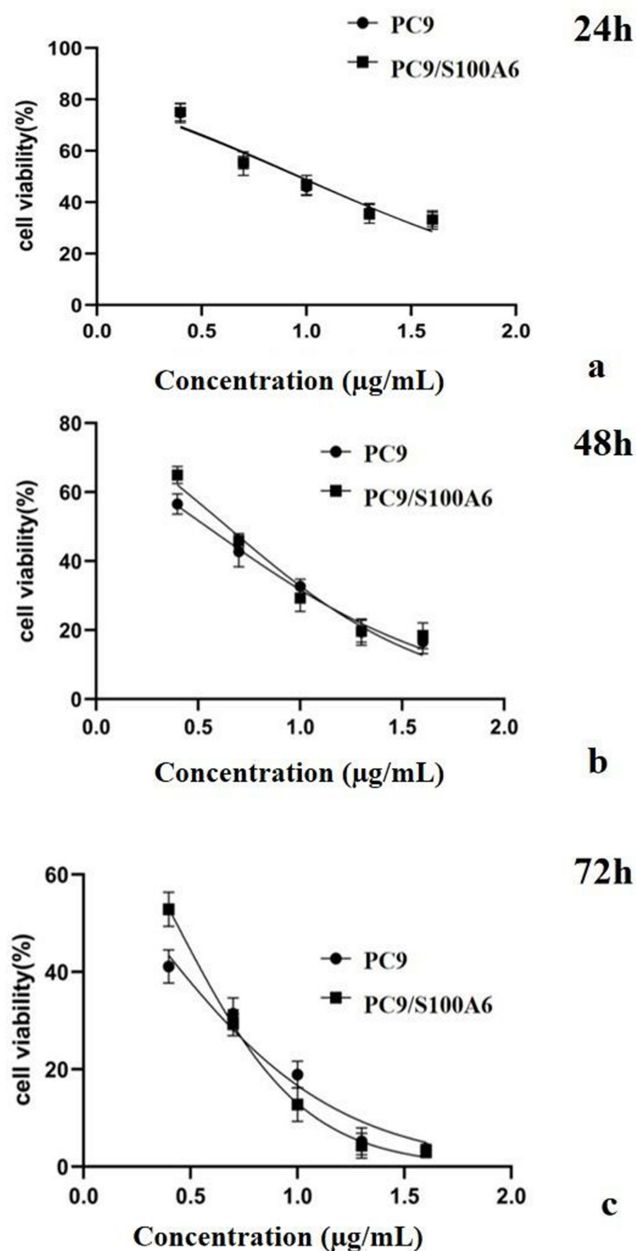 PC9
PC9/S100A6
24h
cell viability(%)
100
80
60
40
20
0
0.0 0.5 1.0 1.5 2.0
Concentration (μg/mL)
a
48h
PC9
PC9/S100A6
cell viability(%)
80
60
40
20
0
0.0 0.5 1.0 1.5 2.0
Concentration (μg/mL)
b
72h
PC9
PC9/S100A6
cell viability(%)
60
40
20
0
0.0 0.5 1.0 1.5 2.0
Concentration (μg/mL)
c